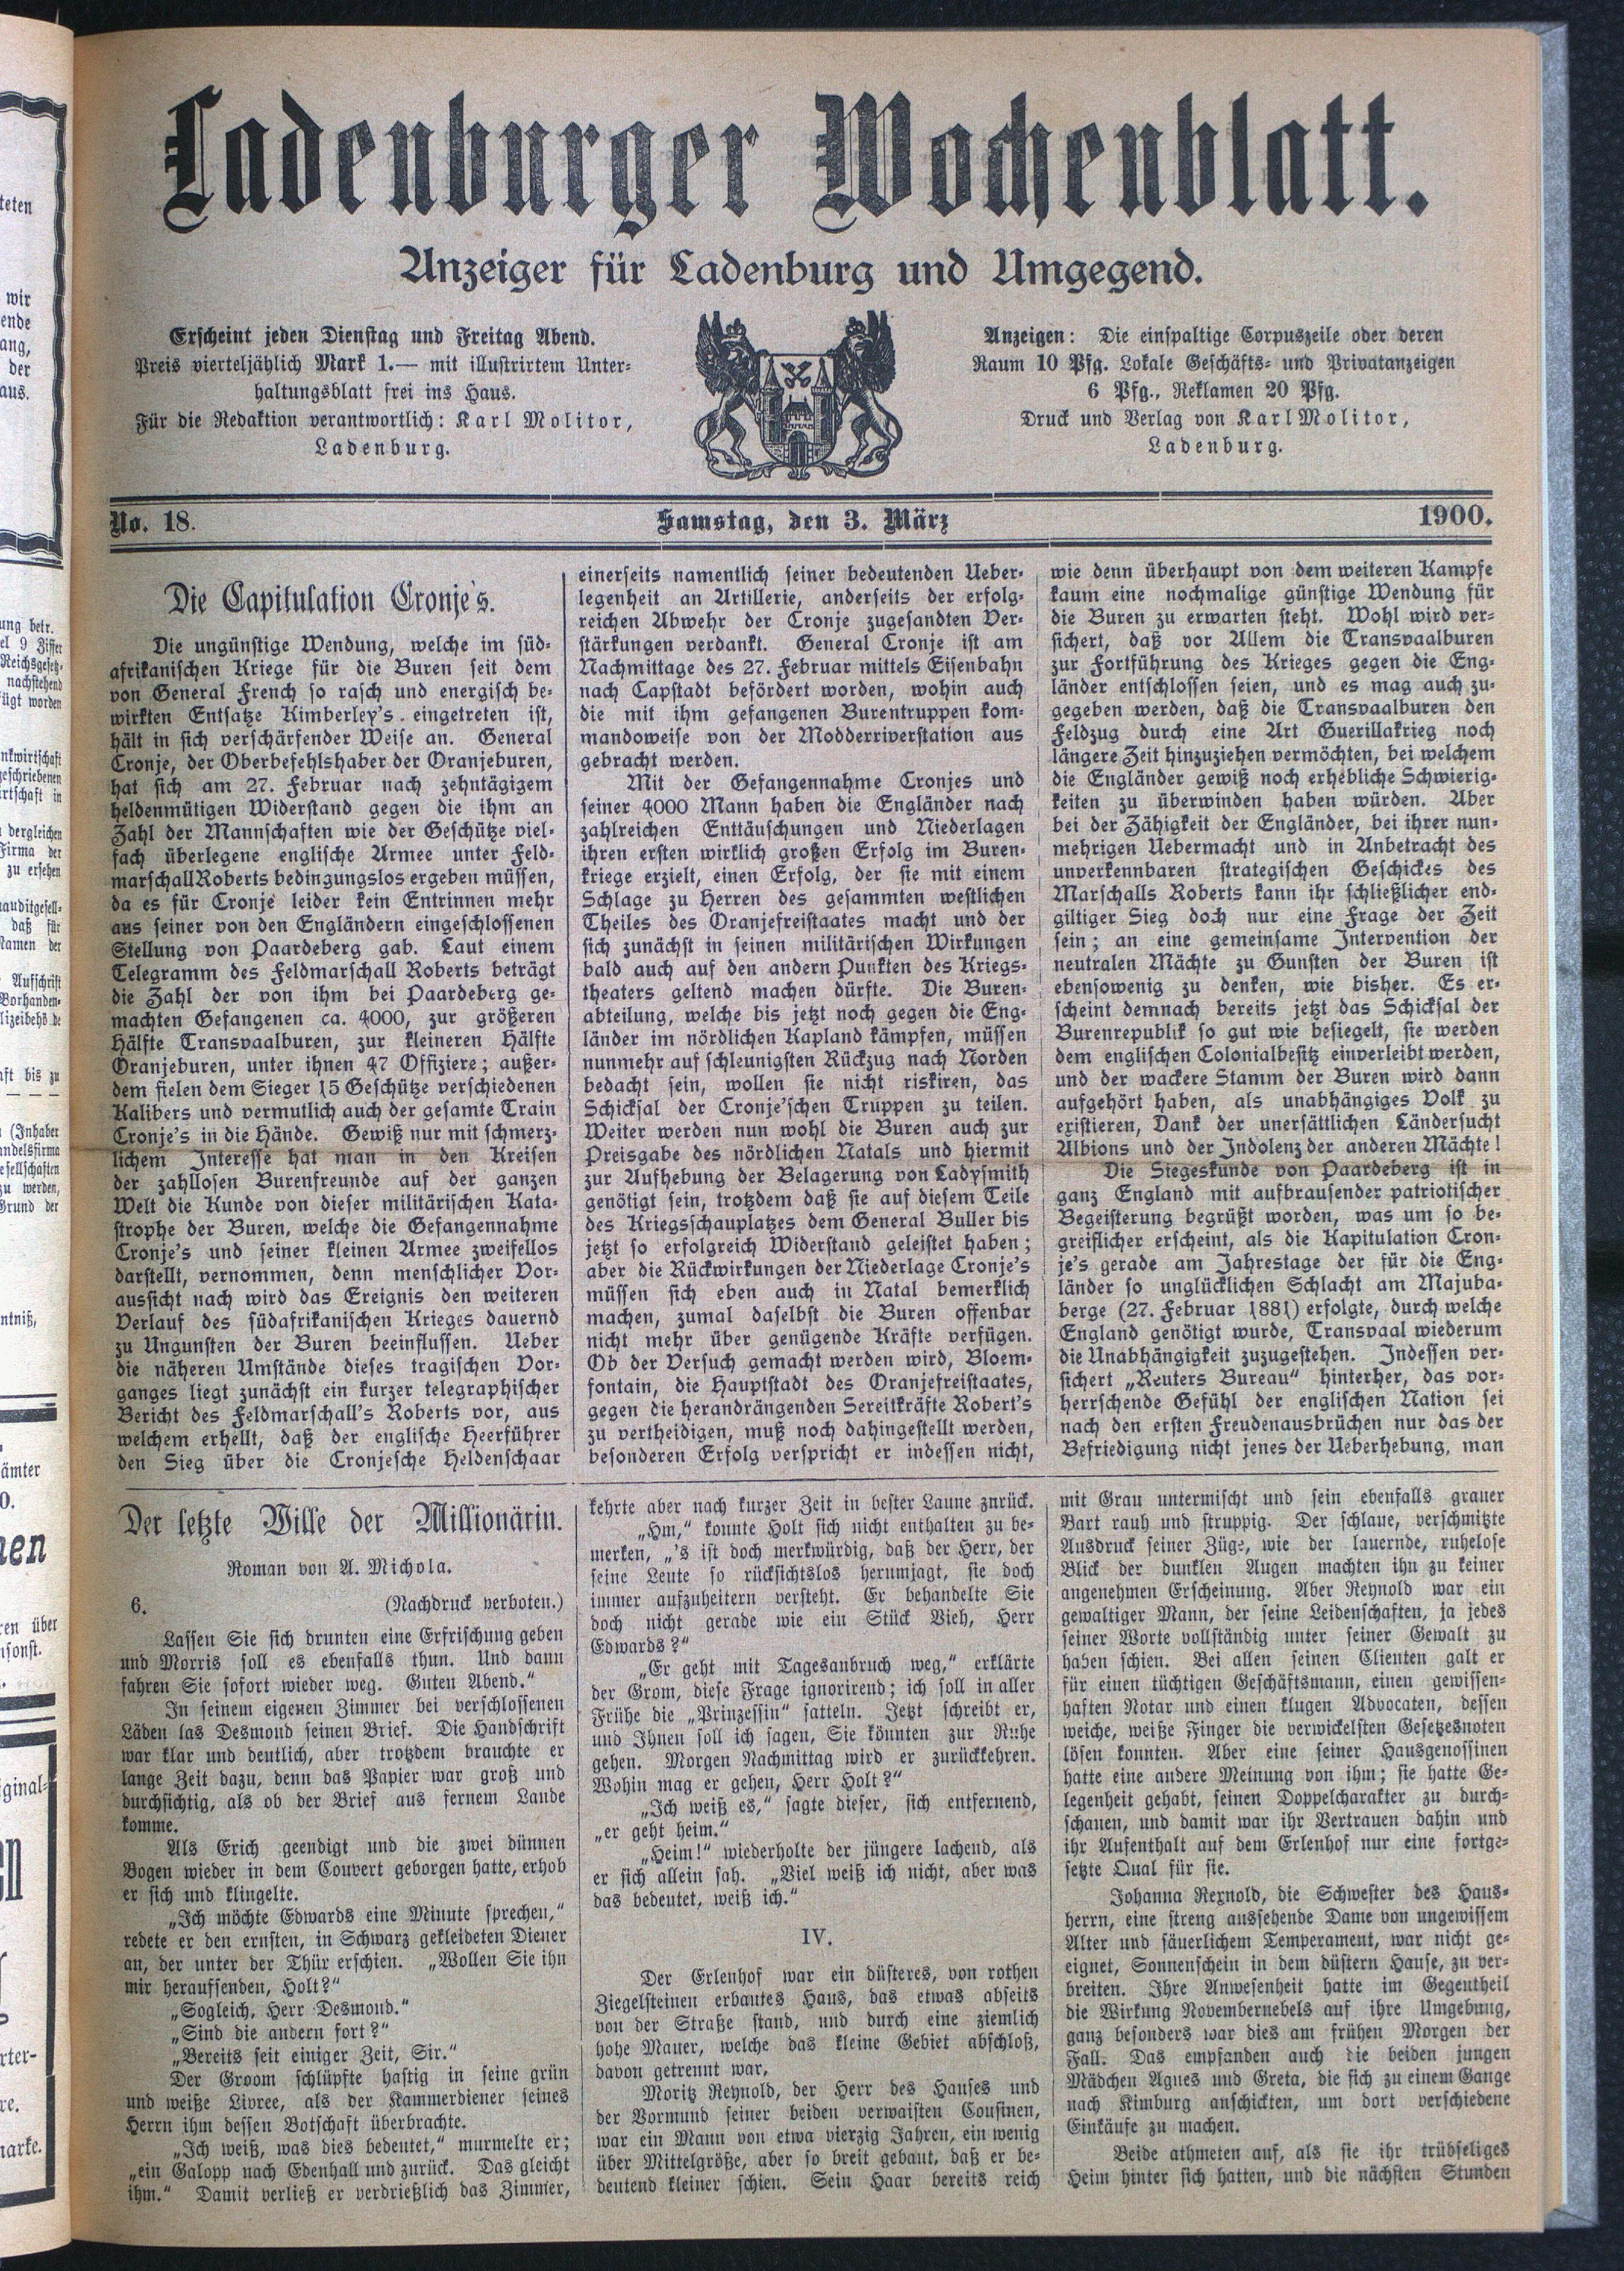 Ladenburger Wochenblatt.
Anzeiger für Ladenburg und Umgegend.
Erscheint jeden Dienstag und Freitag Abend.
Preis vierteljählich Mark 1.— mit illustrirtem Unter-
haltungsblatt frei ins Haus.
Für die Redaktion verantwortlich: Karl Molitor,
Ladenburg.
Anzeigen: Die einspaltige Corpuszeile oder deren
Raum 10 Pfg. Lokale Geschäfts- und Privatanzeigen
6 Pfg., Reklamen 20 Pfg.
Druck und Verlag von Karl Molitor,
Ladenburg.
No. 18.
Samstag, den 3. März
1900.
Die Capitulation Cronje's.
Die ungünstige Wendung, welche im süd-
afrikanischen Kriege für die Buren seit dem
von General French so rasch und energisch be-
wirkten Entsatze Kimberley's eingetreten ist,
hält in sich verschärfender Weise an. General
Cronje, der Oberbefehlshaber der Oranjeburen,
hat sich am 27. Februar nach zehntägigem
heldenmütigen Widerstand gegen die ihm an
Zahl der Mannschaften wie der Geschütze viel-
fach überlegene englische Armee unter Feld-
marschall Roberts bedingungslos ergeben müssen,
da es für Cronje leider kein Entrinnen mehr
aus seiner von den Engländern eingeschlossenen
Stellung von Paardeberg gab. Laut einem
Telegramm des Feldmarschall Roberts beträgt
die Zahl der von ihm bei Paardeberg ge-
machten Gefangenen ca. 4000, zur größeren
Hälfte Transvaalburen, zur kleineren Hälfte
Oranjeburen, unter ihnen 47 Offiziere; außer-
dem fielen dem Sieger 15 Geschütze verschiedenen
Kalibers und vermutlich auch der gesamte Train
Cronje's in die Hände. Gewiß nur mit schmerz-
lichem Interesse hat man in den Kreisen
der zahllosen Burenfreunde auf der ganzen
Welt die Kunde von dieser militärischen Kata-
strophe der Buren, welche die Gefangennahme
Cronje's und seiner kleinen Armee zweifellos
darstellt, vernommen, denn menschlicher Vor-
aussicht nach wird das Ereignis den weiteren
Verlauf des südafrikanischen Krieges dauernd
zu Ungunsten der Buren beeinflussen. Ueber
die näheren Umstände dieses tragischen Vor-
ganges liegt zunächst ein kurzer telegraphischer
Bericht des Feldmarschall's Roberts vor, aus
welchem erhellt, daß der englische Heerführer
den Sieg über die Cronjesche Heldenschaar
einerseits namentlich seiner bedeutenden Ueber-
legenheit an Artillerie, anderseits der erfolg-
reichen Abwehr der Cronje zugesandten Ver-
stärkungen verdankt. General Cronje ist am
Nachmittage des 27. Februar mittels Eisenbahn
nach Capstadt befördert worden, wohin auch
die mit ihm gefangenen Burentruppen kom-
mandoweise von der Modderriverstation aus
gebracht werden.
Mit der Gefangennahme Cronjes und
seiner 4000 Mann haben die Engländer nach
zahlreichen Enttäuschungen und Niederlagen
ihren ersten wirklich großen Erfolg im Buren-
kriege erzielt, einen Erfolg, der sie mit einem
Schlage zu Herren des gesammten westlichen
Theiles des Oranjefreistaates macht und der
sich zunächst in seinen militärischen Wirkungen
bald auch auf den andern Punkten des Kriegs-
theaters geltend machen dürfte. Die Buren-
abteilung, welche bis jetzt noch gegen die Eng-
länder im nördlichen Kapland kämpfen, müssen
nunmehr auf schleunigsten Rückzug nach Norden
bedacht sein, wollen sie nicht riskiren, das
Schicksal der Cronje'schen Truppen zu teilen.
Weiter werden nun wohl die Buren auch zur
Preisgabe des nördlichen Natals und hiermit
zur Aufhebung der Belagerung von Ladysmith
genötigt sein, trotzdem daß sie auf diesem Teile
des Kriegsschauplatzes dem General Buller bis
jetzt so erfolgreich Widerstand geleistet haben;
aber die Rückwirkungen der Niederlage Cronje's
müssen sich eben auch in Natal bemerklich
machen, zumal daselbst die Buren offenbar
nicht mehr über genügende Kräfte verfügen.
Ob der Versuch gemacht werden wird, Bloem-
fontain, die Hauptstadt des Oranjefreistaates,
gegen die herandrängenden Sereitkräfte Robert's
zu vertheidigen, muß noch dahingestellt werden,
besonderen Erfolg verspricht er indessen nicht,
wie denn überhaupt von dem weiteren Kampfe
kaum eine nochmalige günstige Wendung für
die Buren zu erwarten steht. Wohl wird ver-
sichert, daß vor Allem die Transvaalburen
zur Fortführung des Krieges gegen die Eng-
länder entschlossen seien, und es mag auch zu-
gegeben werden, daß die Transvaalburen den
Feldzug durch eine Art Guerillakrieg noch
längere Zeit hinzuziehen vermöchten, bei welchem
die Engländer gewiß noch erhebliche Schwierig-
keiten zu überwinden haben würden. Aber
bei der Zähigkeit der Engländer, bei ihrer nun-
mehrigen Uebermacht und in Anbetracht des
unverkennbaren strategischen Geschickes des
Marschalls Roberts kann ihr schließlicher end-
giltiger Sieg doch nur eine Frage der Zeit
sein; an eine gemeinsame Intervention der
neutralen Mächte zu Gunsten der Buren ist
ebensowenig zu denken, wie bisher. Es er-
scheint demnach bereits jetzt das Schicksal der
Burenrepublik so gut wie besiegelt, sie werden
dem englischen Colonialbesitz einverleibt werden,
und der wackere Stamm der Buren wird dann
aufgehört haben, als unabhängiges Volk zu
existieren, Dank der unersättlichen Ländersucht
Albions und der Indolenz der anderen Mächte!
Die Siegeskunde von Paardeberg ist in
ganz England mit aufbrausender patriotischer
Begeisterung begrüßt worden, was um so be-
greiflicher erscheint, als die Kapitulation Cron-
je's gerade am Jahrestage der für die Eng-
länder so unglücklichen Schlacht am Majuba-
berge (27. Februar 1881) erfolgte, durch welche
England genötigt wurde, Transvaal wiederum
die Unabhängigkeit zuzugestehen. Indessen ver-
sichert „Reuters Bureau“ hinterher, das vor-
herrschende Gefühl der englischen Nation sei
nach den ersten Freudenausbrüchen nur das der
Befriedigung nicht jenes der Ueberhebung, man
Der letzte Wille der Millionärin.
Roman von A. Michola.
6. (Nachdruck verboten.)
Lassen Sie sich drunten eine Erfrischung geben
und Morris soll es ebenfalls thun. Und dann
fahren Sie sofort wieder weg. Guten Abend.“
In seinem eigenen Zimmer bei verschlossenen
Läden las Desmond seinen Brief. Die Handschrift
war klar und deutlich, aber trotzdem brauchte er
lange Zeit dazu, denn das Papier war groß und
durchsichtig, als ob der Brief aus fernem Lande
komme.
Als Erich geendigt und die zwei dünnen
Bogen wieder in dem Couvert geborgen hatte, erhob
er sich und klingelte.
„Ich möchte Edwards eine Minute sprechen,“
redete er den ernsten, in Schwarz gekleideten Diener
an, der unter der Thür erschien. „Wollen Sie ihn
mir heraufsenden, Holt?“
„Sogleich, Herr Desmond.“
„Sind die andern fort?“
„Bereits seit einiger Zeit, Sir.“
Der Groom schlüpfte hastig in seine grün
und weiße Livree, als der Kammerdiener seines
Herrn ihm dessen Botschaft überbrachte.
„Ich weiß, was dies bedeutet,“ murmelte er;
„ein Galopp nach Edenhall und zurück. Das gleicht
ihm.“ Damit verließ er verdrießlich das Zimmer,
kehrte aber nach kurzer Zeit in bester Laune znrück.
„Hm,“ konnte Holt sich nicht enthalten zu be-
merken, „'s ist doch merkwürdig, daß der Herr, der
seine Leute so rücksichtslos herumjagt, sie doch
immer aufzuheitern versteht. Er behandelte Sie
doch nicht gerade wie ein Stück Vieh, Herr
Edwards?“
„Er geht mit Tagesanbruch weg,“ erklärte
der Grom, diese Frage ignorirend; ich soll in aller
Frühe die „Prinzessin“ satteln. Jetzt schreibt er,
und Ihnen soll ich sagen, Sie könnten zur Ruhe
gehen. Morgen Nachmittag wird er zurückkehren.
Wohin mag er gehen, Herr Holt?“
„Ich weiß es,“ sagte dieser, sich entfernend,
„er geht heim.“
„Heim!“ wiederholte der jüngere lachend, als
er sich allein sah. „Viel weiß ich nicht, aber was
das bedeutet, weiß ich.“
IV.
Der Erlenhof war ein düsteres, von rothen
Ziegelsteinen erbautes Haus, das etwas abseits
von der Straße stand, und durch eine ziemlich
hohe Mauer, welche das kleine Gebiet abschloß,
davon getrennt war,
Moritz Reynold, der Herr des Hauses und
der Vormund seiner beiden verwaisten Cousinen,
war ein Mann von etwa vierzig Jahren, ein wenig
über Mittelgröße, aber so breit gebaut, daß er be-
deutend kleiner schien. Sein Haar bereits reich
mit Grau untermischt und sein ebenfalls grauer
Bart rauh und struppig. Der schlaue, verschmitzte
Ausdruck seiner Züge, wie der lauernde, ruhelose
Blick der dunklen Augen machten ihn zu keiner
angenehmen Erscheinung. Aber Reynold war ein
gewaltiger Mann, der seine Leidenschaften, ja jedes
seiner Worte vollständig unter seiner Gewalt zu
haben schien. Bei allen seinen Clienten galt er
für einen tüchtigen Geschäftsmann, einen gewissen-
haften Notar und einen klugen Advocaten, dessen
weiche, weiße Finger die verwickelsten Gesetzesnoten
lösen konnten. Aber eine seiner Hausgenossinen
hatte eine andere Meinung von ihm; sie hatte Ge-
legenheit gehabt, seinen Doppelcharakter zu durch-
schauen, und damit war ihr Vertrauen dahin und
ihr Aufenthalt auf dem Erlenhof nur eine fortge-
setzte Qual für sie.
Johanna Reynold, die Schwester des Haus-
herrn, eine streng aussehende Dame von ungewissem
Alter und säuerlichem Temperament, war nicht ge-
eignet, Sonnenschein in dem düstern Hause, zu ver-
breiten. Ihre Anwesenheit hatte im Gegentheil
die Wirkung Novembernebels auf ihre Umgebung,
ganz besonders war dies am frühen Morgen der
Fall. Das empfanden auch die beiden jungen
Mädchen Agnes und Greta, die sich zu einem Gange
nach Kimburg anschickten, um dort verschiedene
Einkäufe zu machen.
Beide athmeten auf, als sie ihr trübseliges
Heim hinter sich hatten, und die nächsten Stunden